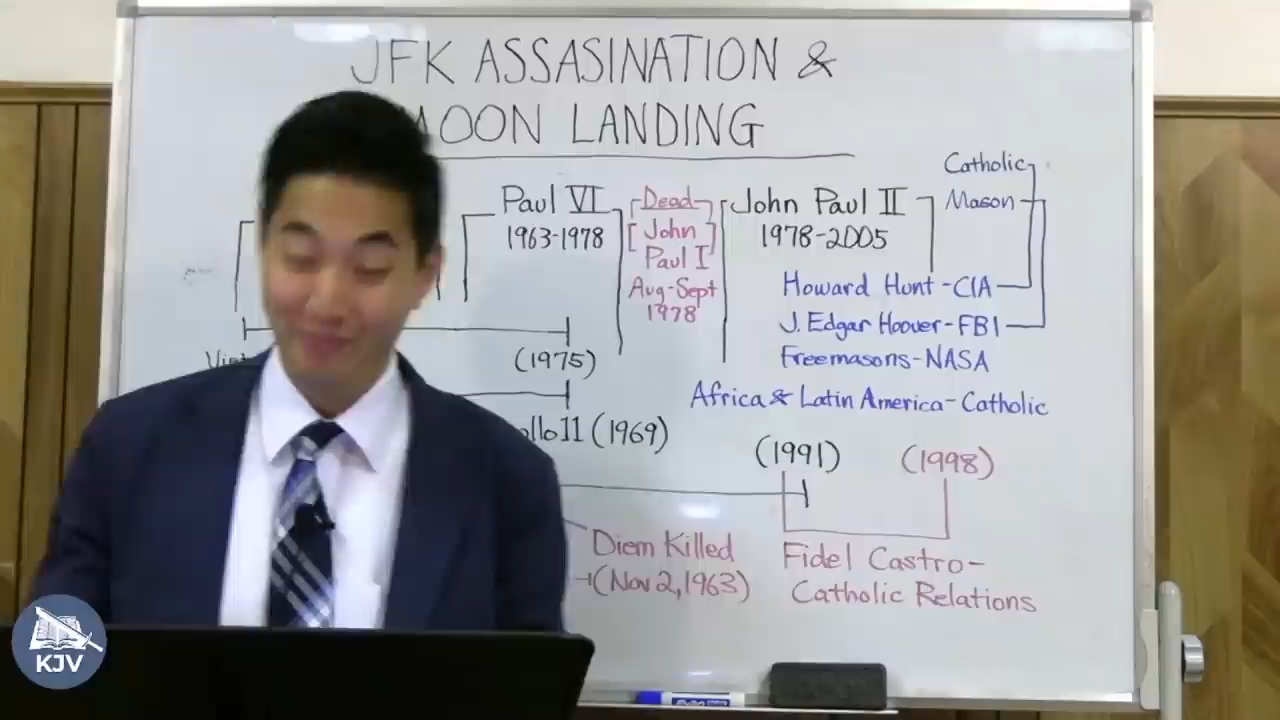 JFK ASSASINATION &
MOON LANDING
Catholic
Mason
Paul VI
1963-1978
Dead
John
Paul I
Aug-Sept
1978
John Paul II
1978-2005
Howard Hunt-CIA
J. Edgar Hoover-FBI
Freemasons-NASA
Africa & Latin America-Catholic
(1975)
(1969)
(1991)
(1998)
Diem Killed
(Nov 2, 1963)
Fidel Castro-
Catholic Relations
KJV